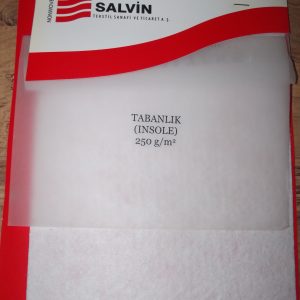 SALVİN
TEKSTİL SANAYİ VE TİCARET A.Ş.
TABANLIK
(INSOLE)
250 g/m²